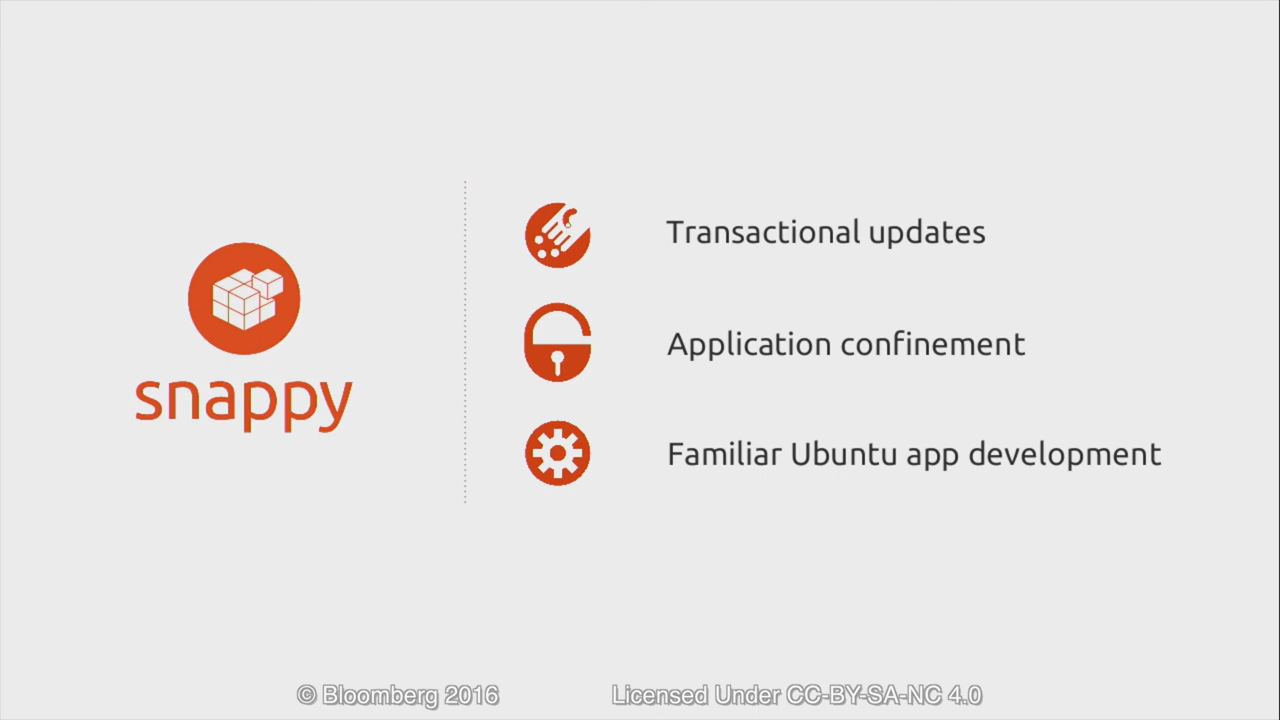 snappy
Transactional updates
Application confinement
Familiar Ubuntu app development
© Bloomberg 2016
Licensed Under CC-BY-SA-NC 4.0